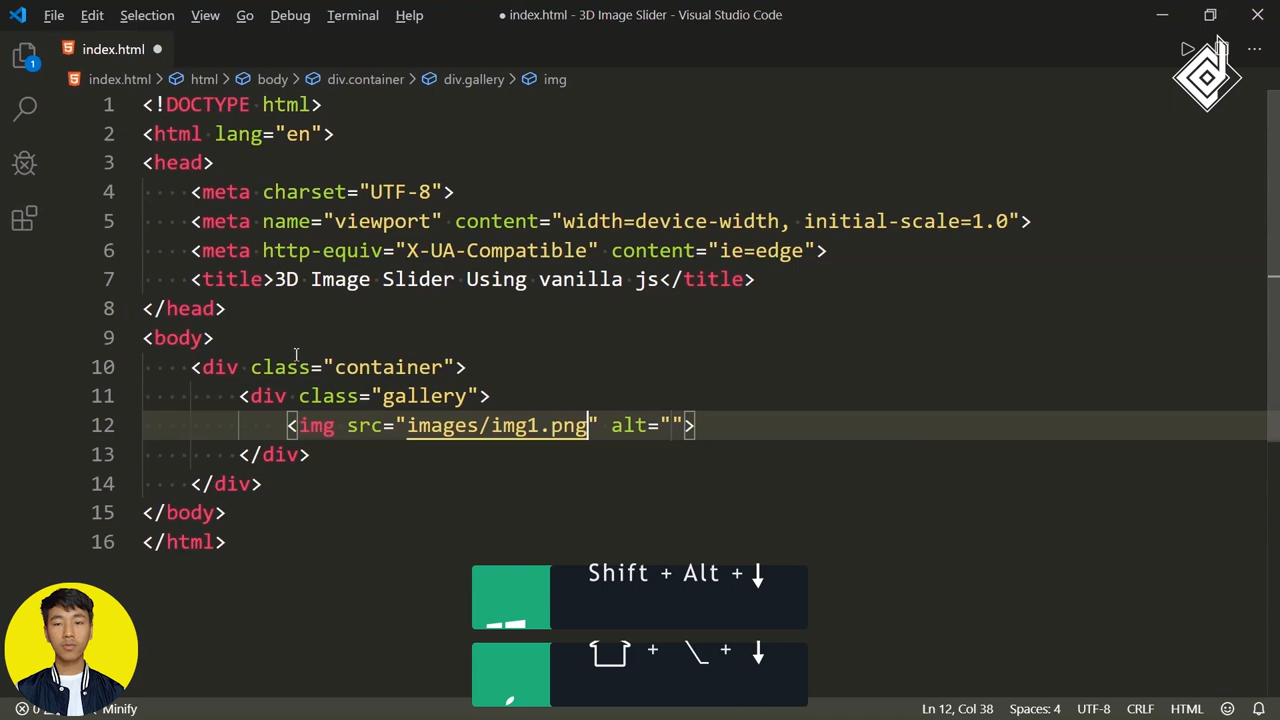 File Edit Selection View Go Debug Terminal Help
● index.html - 3D Image Slider - Visual Studio Code
1
index.html ●
index.html > html > body > div.container > div.gallery > img
1 <!DOCTYPE html>
2 <html lang="en">
3 <head>
4 <meta charset="UTF-8">
5 <meta name="viewport" content="width=device-width, initial-scale=1.0">
6 <meta http-equiv="X-UA-Compatible" content="ie=edge">
7 <title>3D Image Slider Using vanilla js</title>
8 </head>
9 <body>
10 <div class="container">
11 <div class="gallery">
12 <img src="images/img1.png" alt="">
13 </div>
14 </div>
15 </body>
16 </html>
Shift + Alt + ↓
⇧ + ⌥ + ↓
0
Minify
Ln 12, Col 38 Spaces: 4 UTF-8 CRLF HTML